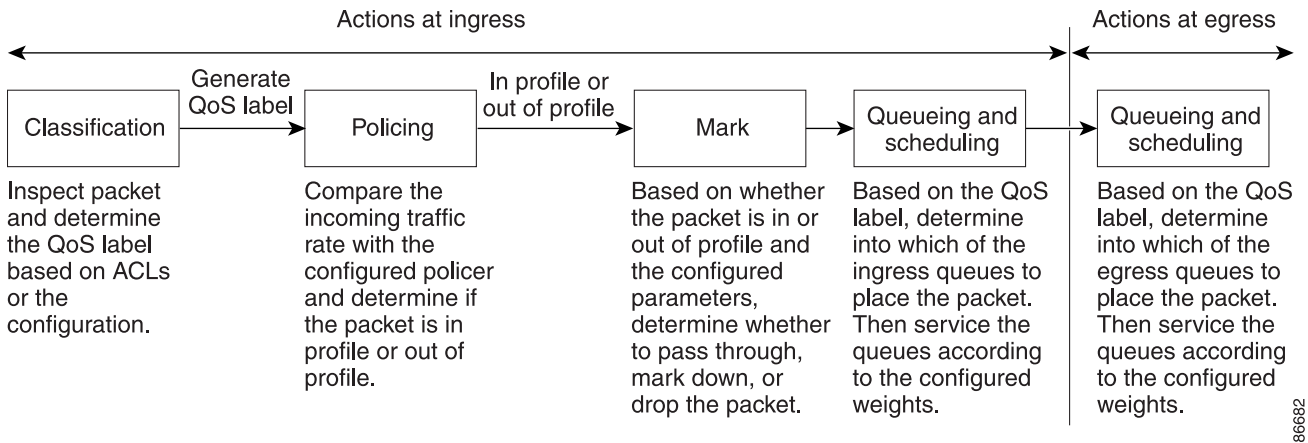 Actions at ingress
Actions at egress
Generate
QoS label
In profile or
out of profile
Classification
Policing
Mark
Queueing and
scheduling
Queueing and
scheduling
Inspect packet
and determine
the QoS label
based on ACLs
or the
configuration.
Compare the
incoming traffic
rate with the
configured policer
and determine if
the packet is in
profile or out of
profile.
Based on whether
the packet is in or
out of profile and
the configured
parameters,
determine whether
to pass through,
mark down, or
drop the packet.
Based on the QoS
label, determine
into which of the
ingress queues to
place the packet.
Then service the
queues according
to the configured
weights.
Based on the QoS
label, determine
into which of the
egress queues to
place the packet.
Then service the
queues according
to the configured
weights.
86682